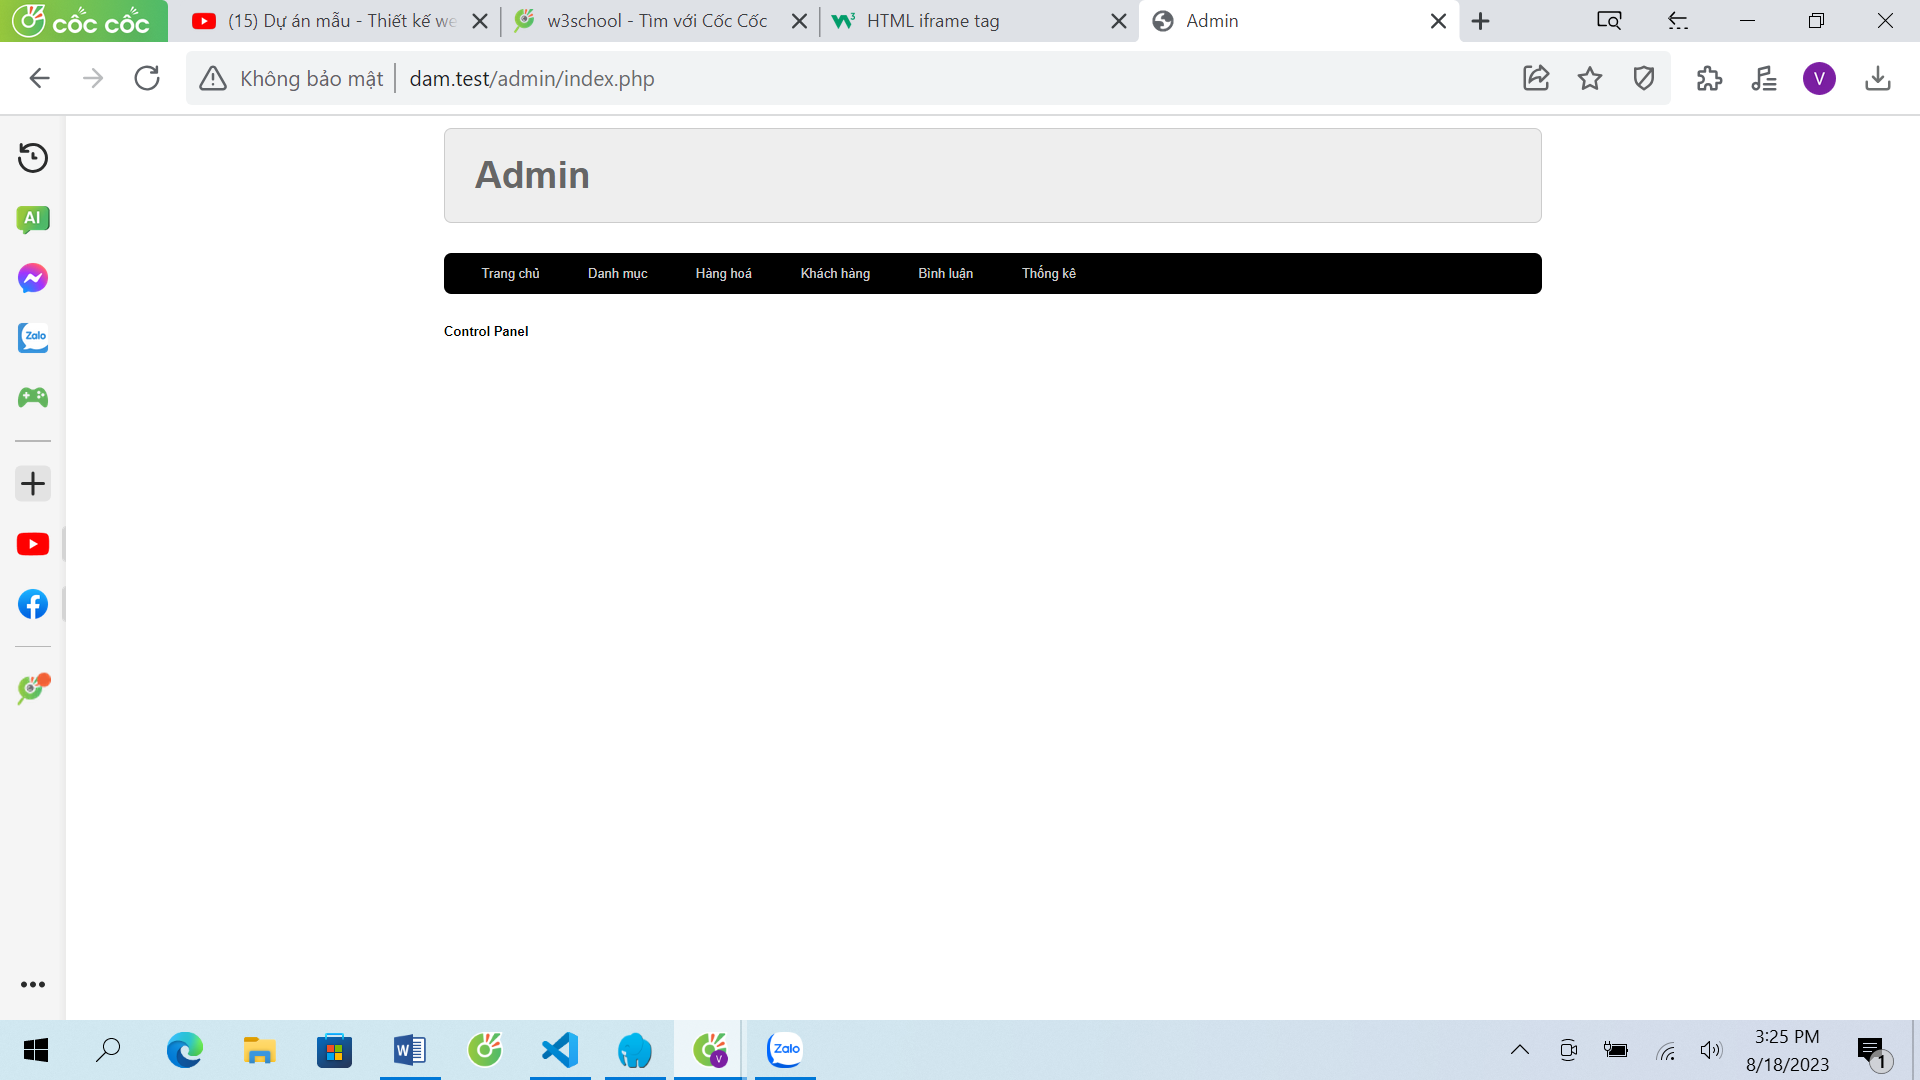 cốc cốc
(15) Dự án mẫu - Thiết kế we
w3school - Tìm với Cốc Cốc
HTML iframe tag
Admin
Không bảo mật
dam.test/admin/index.php
V
AI
Zalo
Admin
Trang chủ
Danh mục
Hàng hoá
Khách hàng
Bình luận
Thống kê
Control Panel
W
V
Zalo
3:25 PM
8/18/2023
1